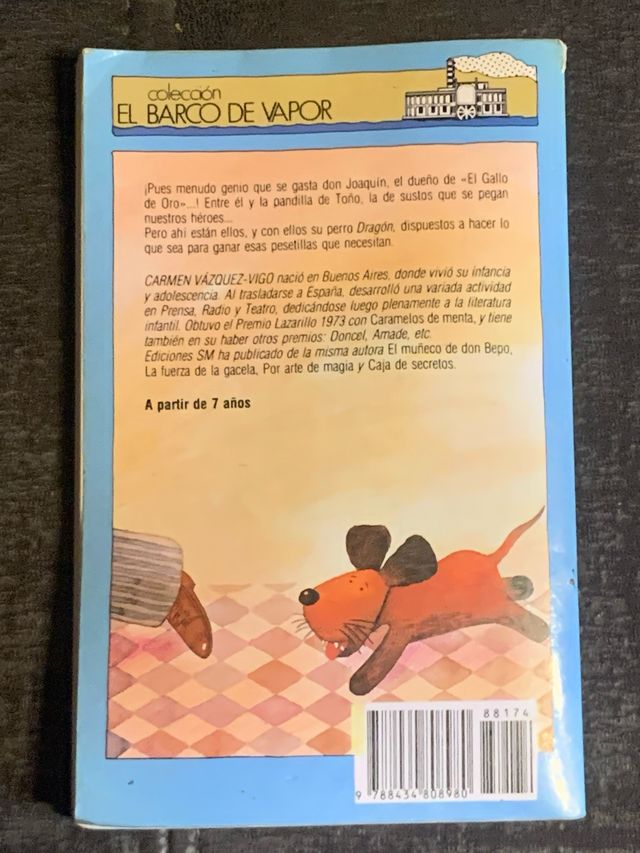 colección
EL BARCO DE VAPOR
¡Pues menudo genio que se gasta don Joaquín, el dueño de «El Gallo
de Oro»...! Entre él y la pandilla de Toño, la de sustos que se pegan
nuestros héroes...
Pero ahí están ellos, y con ellos su perro Dragón, dispuestos a hacer lo
que sea para ganar esas pesetillas que necesitan.
CARMEN VÁZQUEZ-VIGO nació en Buenos Aires, donde vivió su infancia
y adolescencia. Al trasladarse a España, desarrolló una variada actividad
en Prensa, Radio y Teatro, dedicándose luego plenamente a la literatura
infantil. Obtuvo el Premio Lazarillo 1973 con Caramelos de menta, y tiene
también en su haber otros premios: Doncel, Amade, etc.
Ediciones SM ha publicado de la misma autora El muñeco de don Bepo,
La fuerza de la gacela, Por arte de magia y Caja de secretos.
A partir de 7 años
88174
9 788434 808980